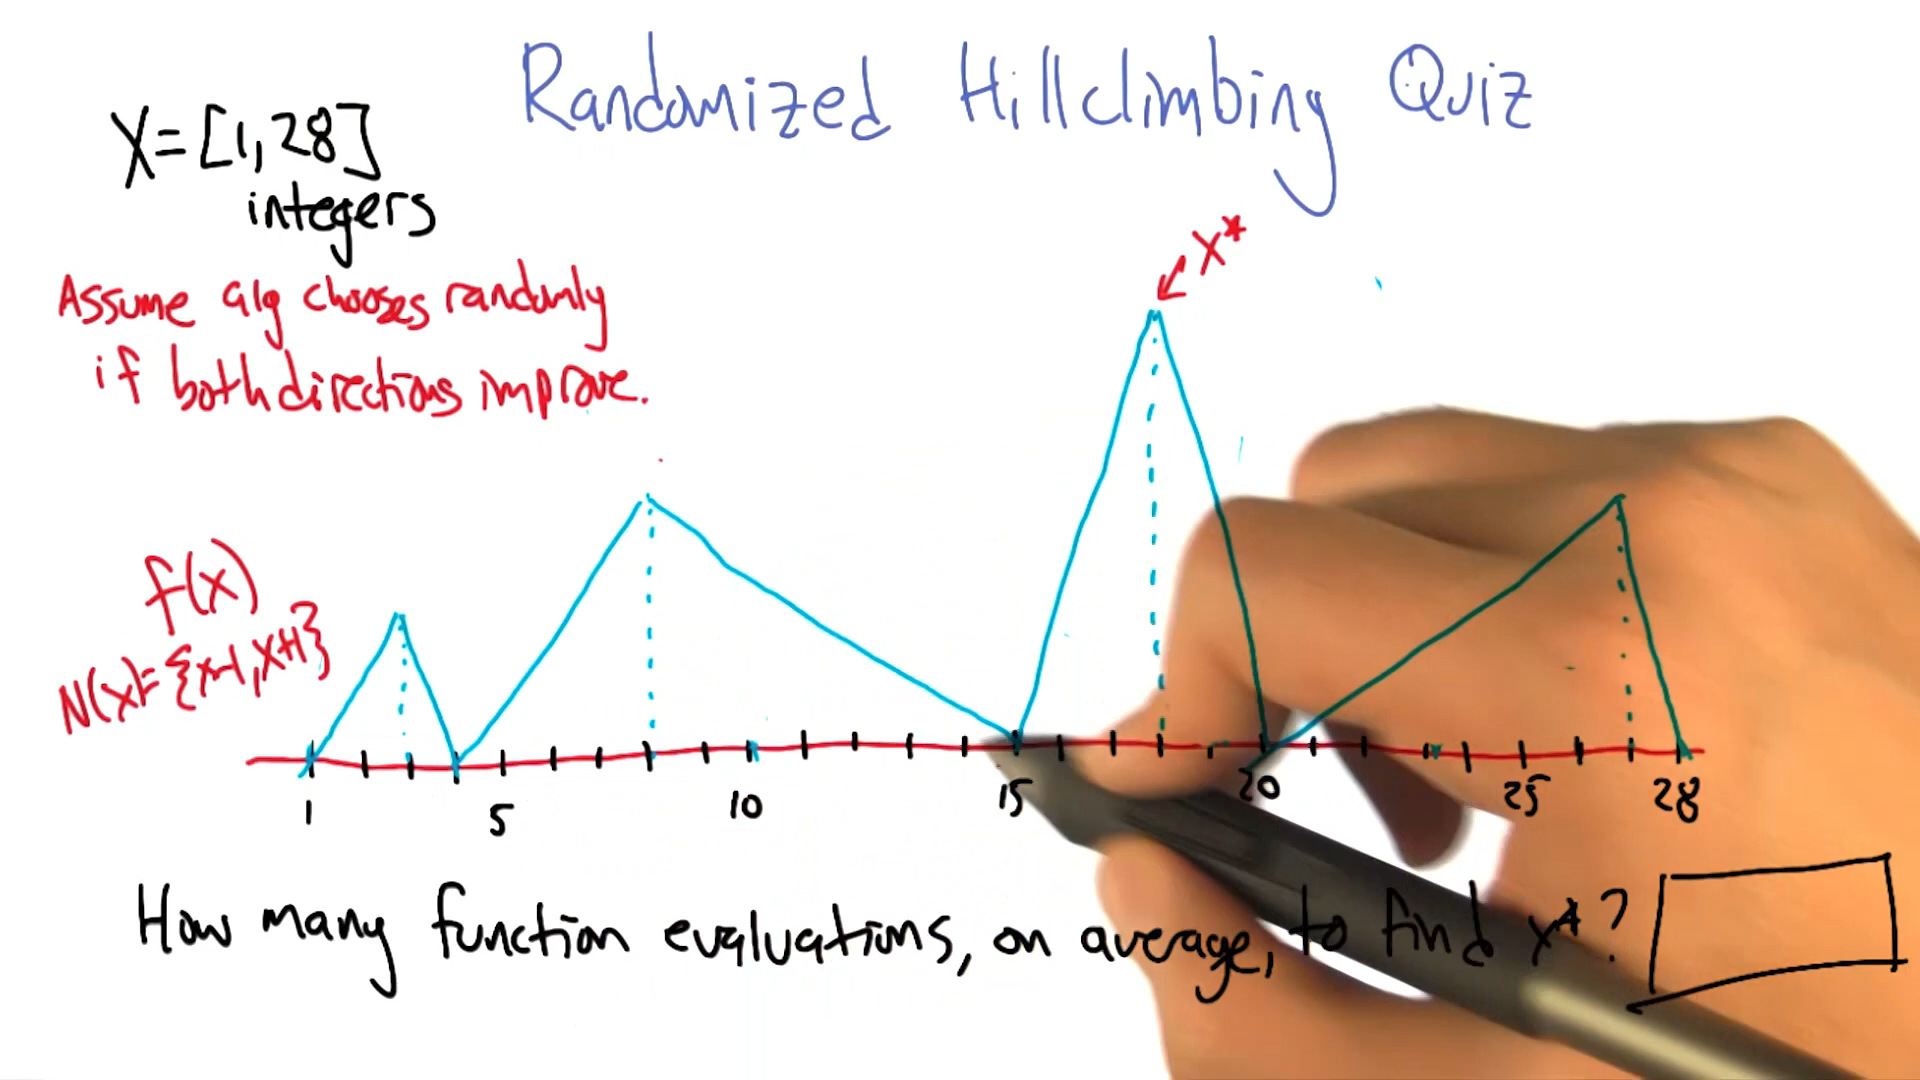 Randomized Hillclimbing Quiz
X=[1,28]
integers
Assume alg chooses randomly
if both directions improve.
X*
f(x)
N(x)={x-1,x+1}
1 5 10 15 20 25 28
How many function evaluations, on average, to find x*?